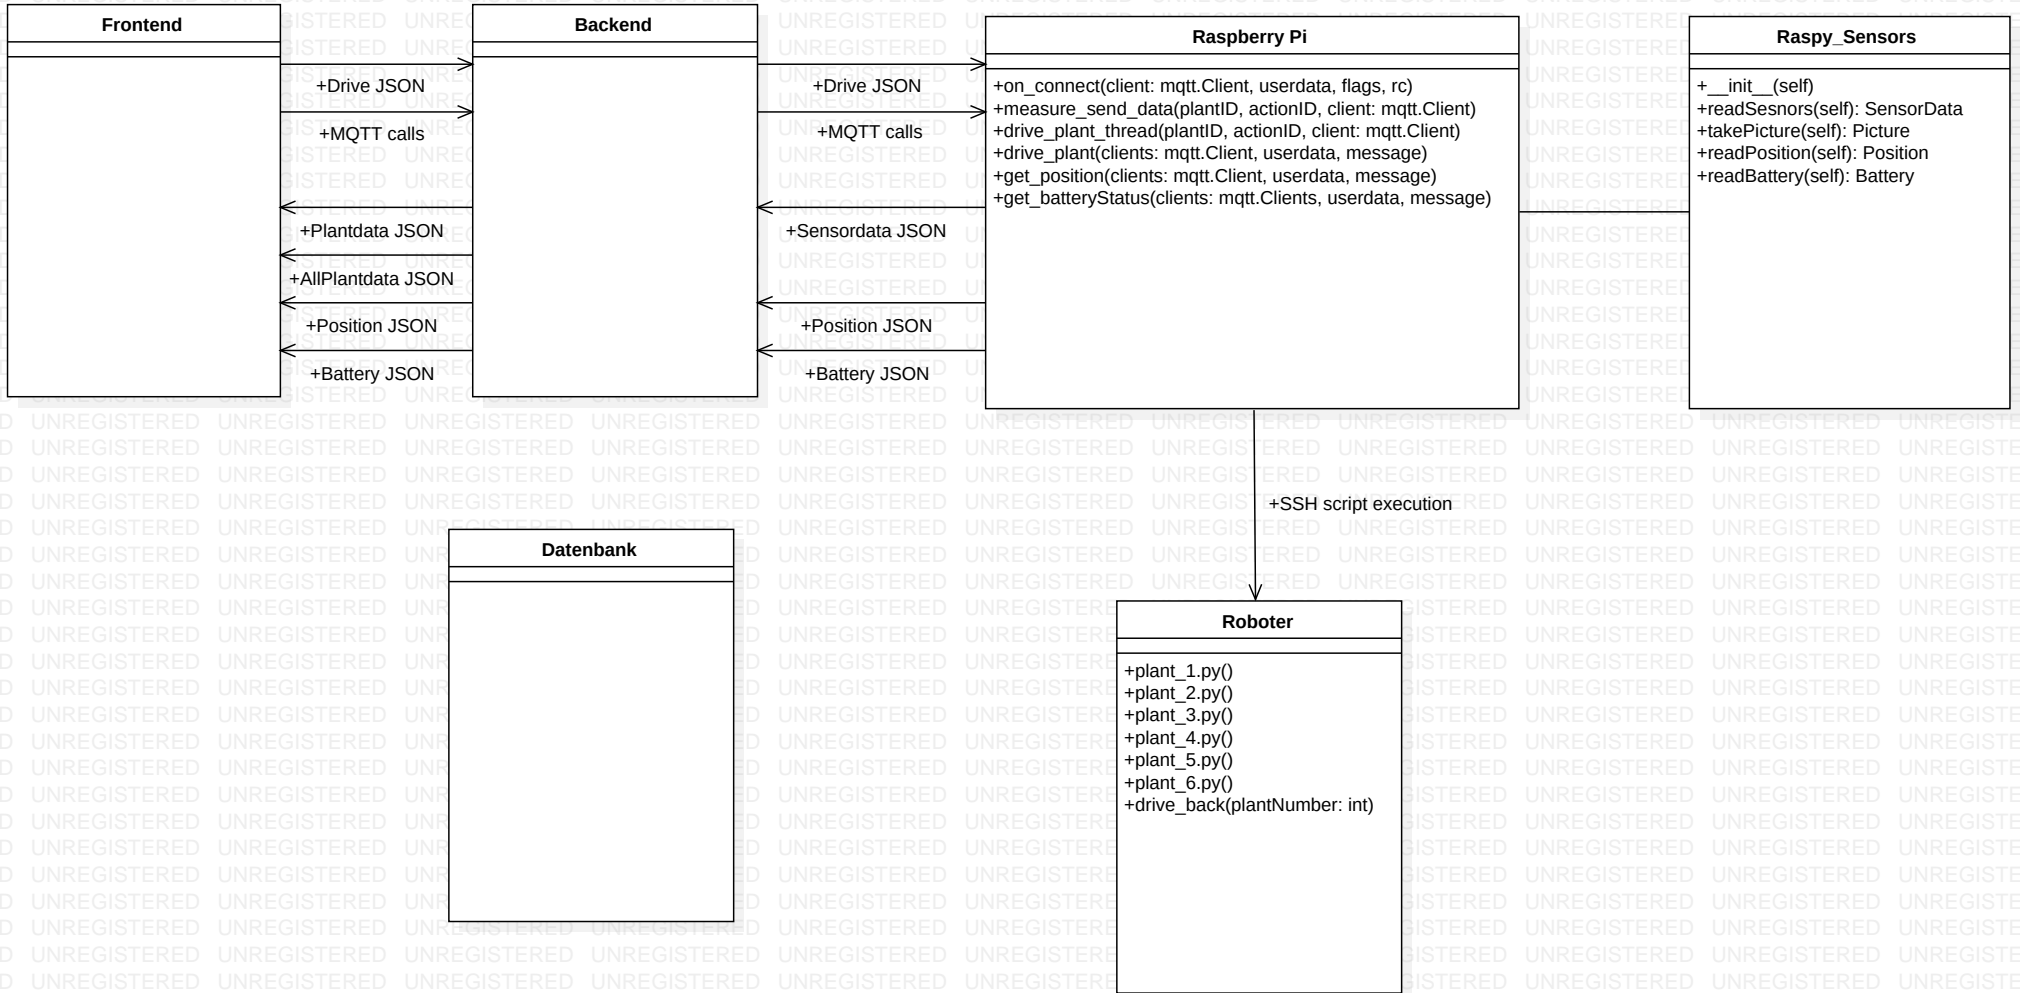 Frontend
Backend
Raspberry Pi
Raspy_Sensors
+Drive JSON
+MQTT calls
+Plantdata JSON
+AllPlantdata JSON
+Position JSON
+Battery JSON
+Drive JSON
+MQTT calls
+Sensordata JSON
+Position JSON
+Battery JSON
+on_connect(client: mqtt.Client, userdata, flags, rc)
+measure_send_data(plantID, actionID, client: mqtt.Client)
+drive_plant_thread(plantID, actionID, client: mqtt.Client)
+drive_plant(clients: mqtt.Client, userdata, message)
+get_position(clients: mqtt.Client, userdata, message)
+get_batteryStatus(clients: mqtt.Clients, userdata, message)
+__init__(self)
+readSesnors(self): SensorData
+takePicture(self): Picture
+readPosition(self): Position
+readBattery(self): Battery
+SSH script execution
Datenbank
Roboter
+plant_1.py()
+plant_2.py()
+plant_3.py()
+plant_4.py()
+plant_5.py()
+plant_6.py()
+drive_back(plantNumber: int)
UNREGISTERED